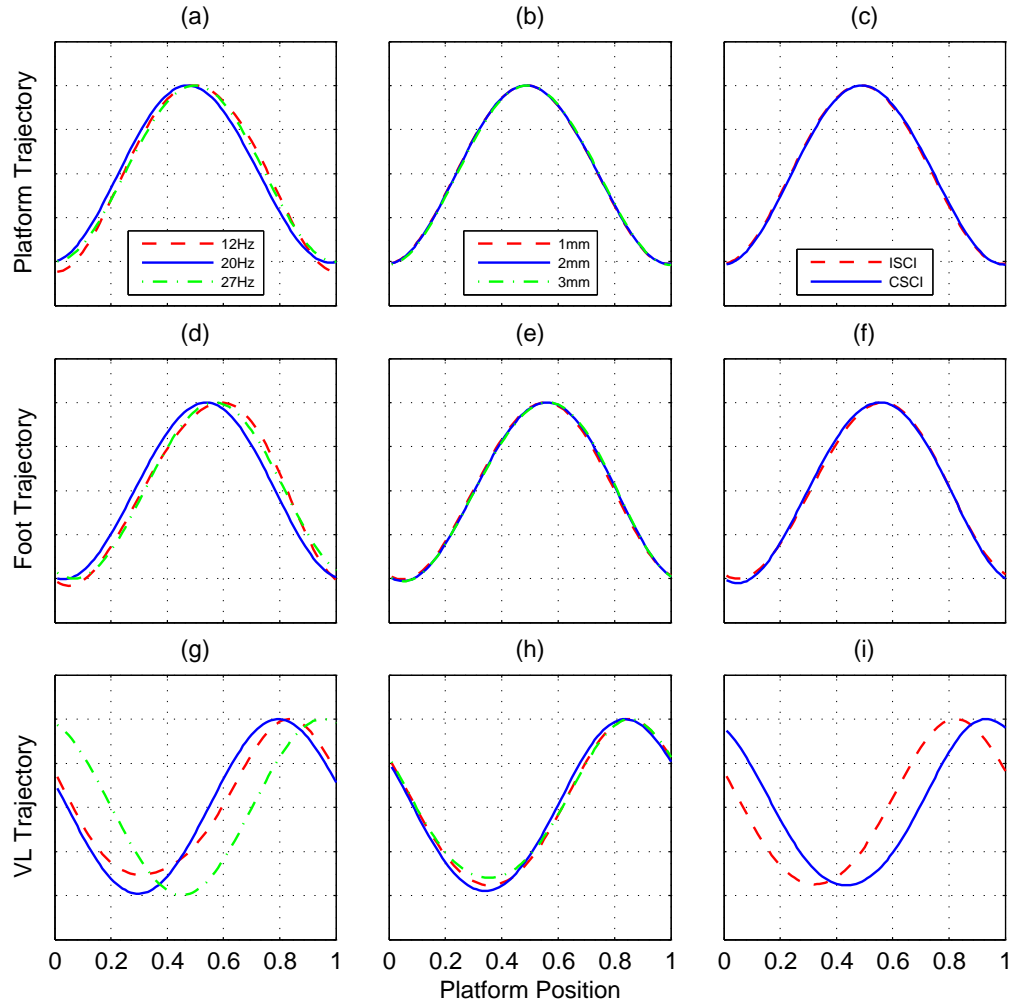 (a)
(b)
(c)
Platform Trajectory
12Hz
20Hz
27Hz
1mm
2mm
3mm
ISCI
CSCI
(d)
(e)
(f)
Foot Trajectory
(g)
(h)
(i)
VL Trajectory
0 0.2 0.4 0.6 0.8 1
0 0.2 0.4 0.6 0.8 1
0 0.2 0.4 0.6 0.8 1
Platform Position